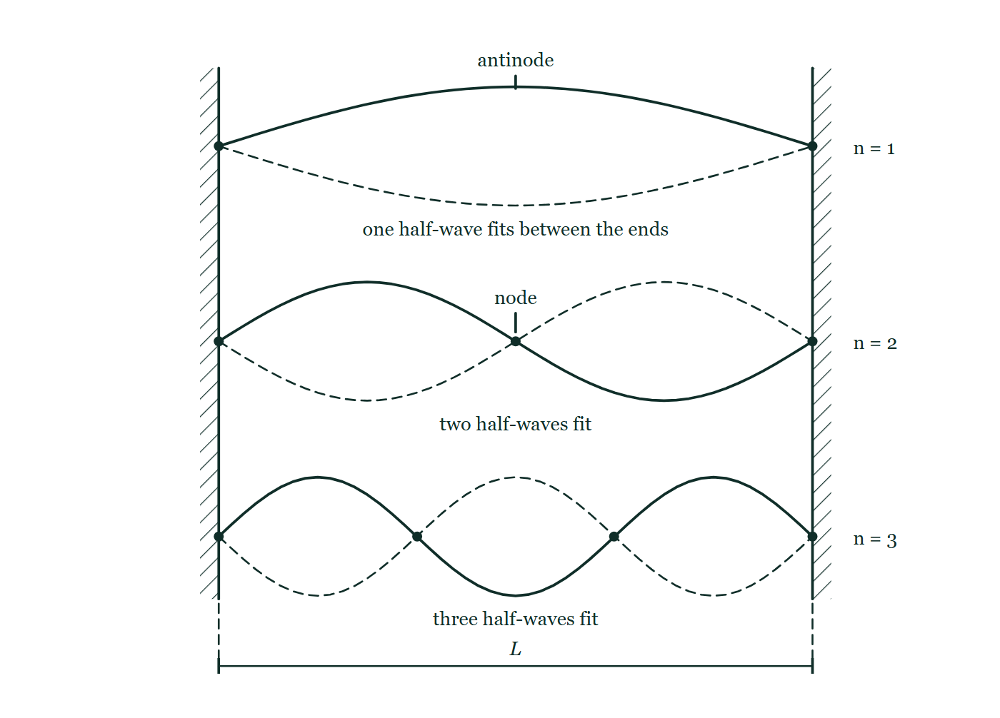 antinode
n = 1
one half-wave fits between the ends
node
n = 2
two half-waves fit
n = 3
three half-waves fit
L